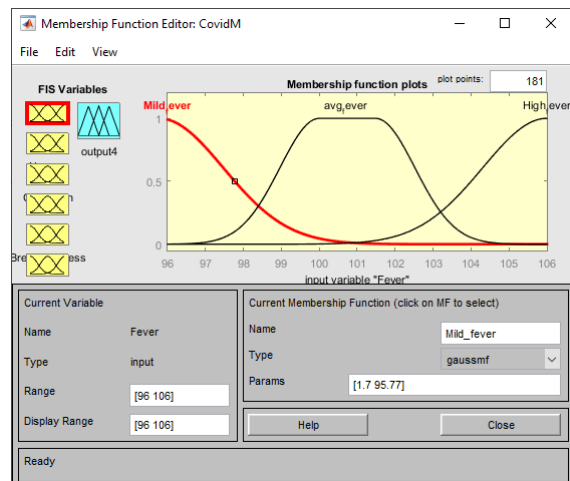 Membership Function Editor: CovidM
File Edit View
FIS Variables
output4
Membership function plots
plot points:
181
Mild_fever
avg_fever
High_fever
1
0.5
0
96 97 98 99 100 101 102 103 104 105 106
input variable "Fever"
Current Variable
Name Fever
Type input
Range [96 106]
Display Range [96 106]
Current Membership Function (click on MF to select)
Name Mild_fever
Type gaussmf
Params [1.7 95.77]
Help Close
Ready